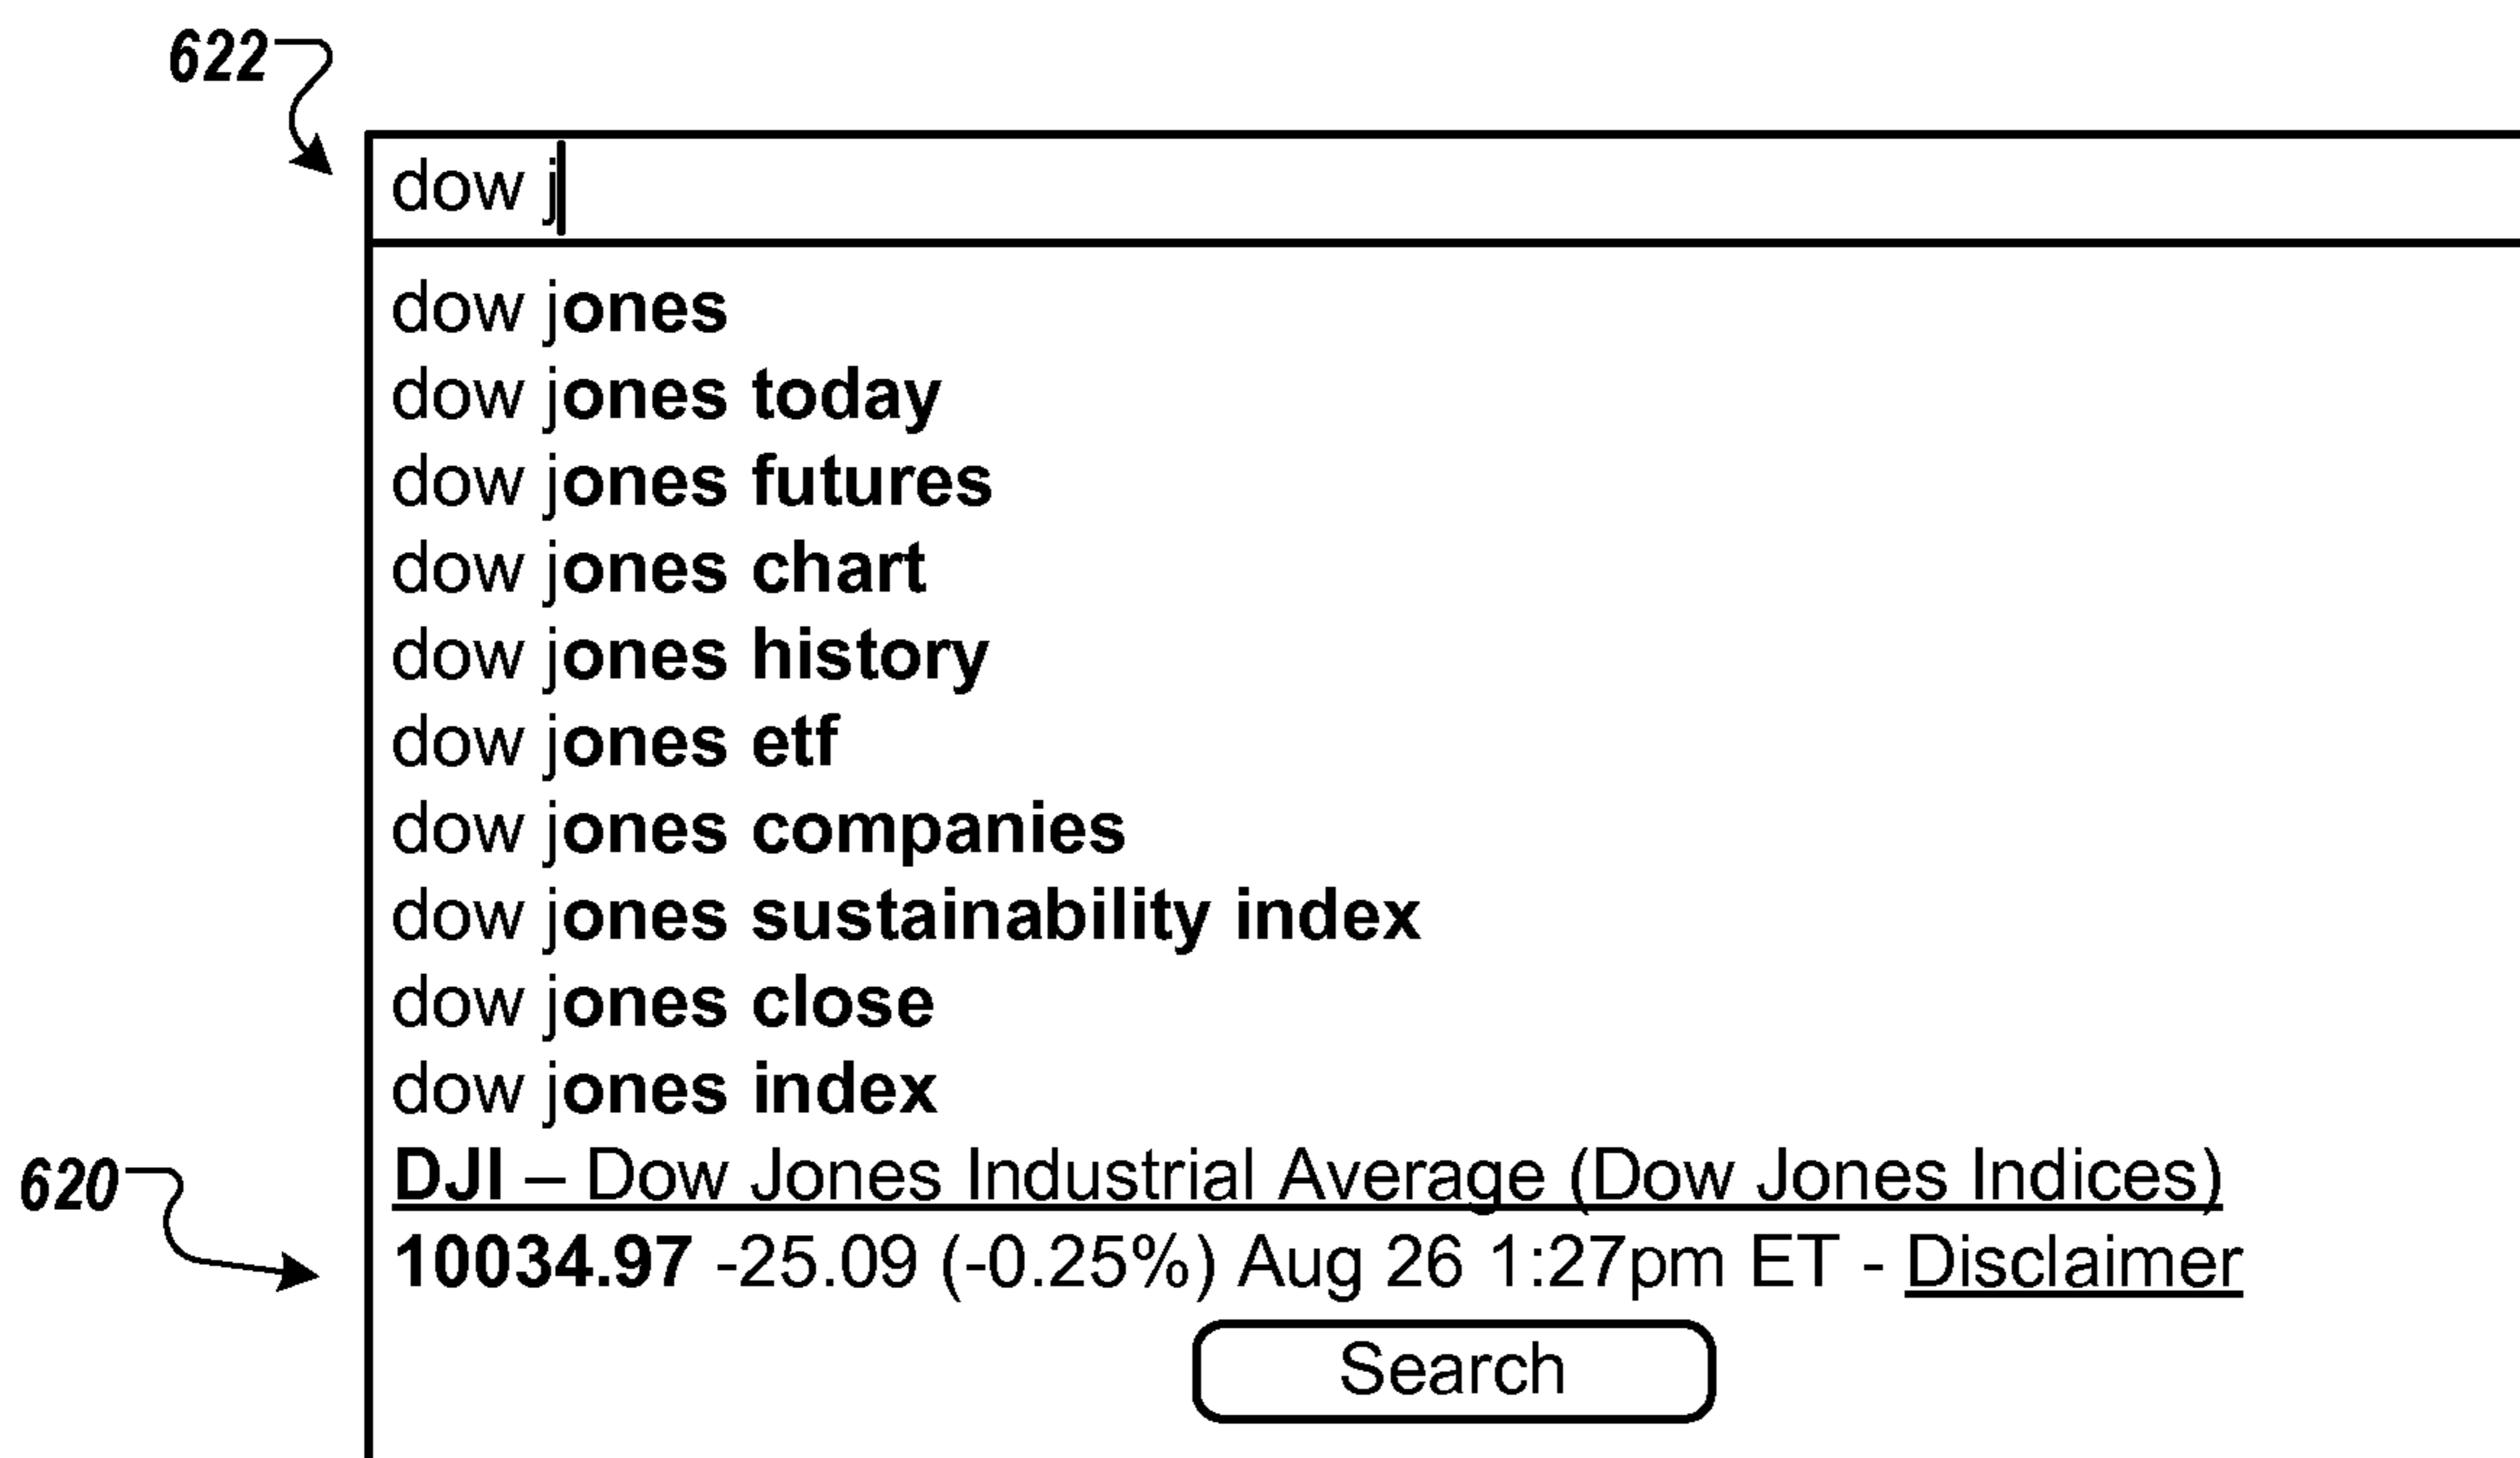 622
dow j
dow jones
dow jones today
dow jones futures
dow jones chart
dow jones history
dow jones etf
dow jones companies
dow jones sustainability index
dow jones close
dow jones index
DJI – Dow Jones Industrial Average (Dow Jones Indices)
620
10034.97 -25.09 (-0.25%) Aug 26 1:27pm ET - Disclaimer
Search